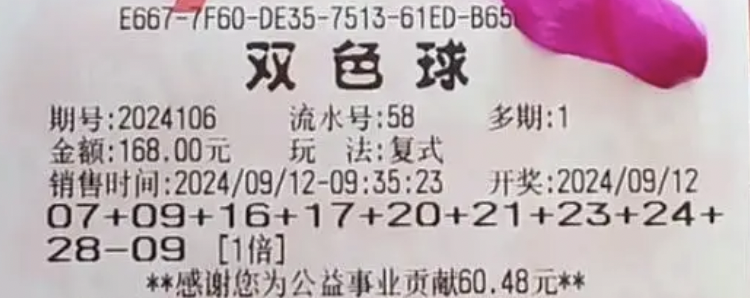 E667-7F60-DE35-7513-61ED-B65
双色球
期号:2024106 流水号:58 多期:1
金额:168.00元 玩 法:复式
销售时间:2024/09/12-09:35:23 开奖:2024/09/12
07+09+16+17+20+21+23+24+
28-09 [1倍]
**感谢您为公益事业贡献60.48元**